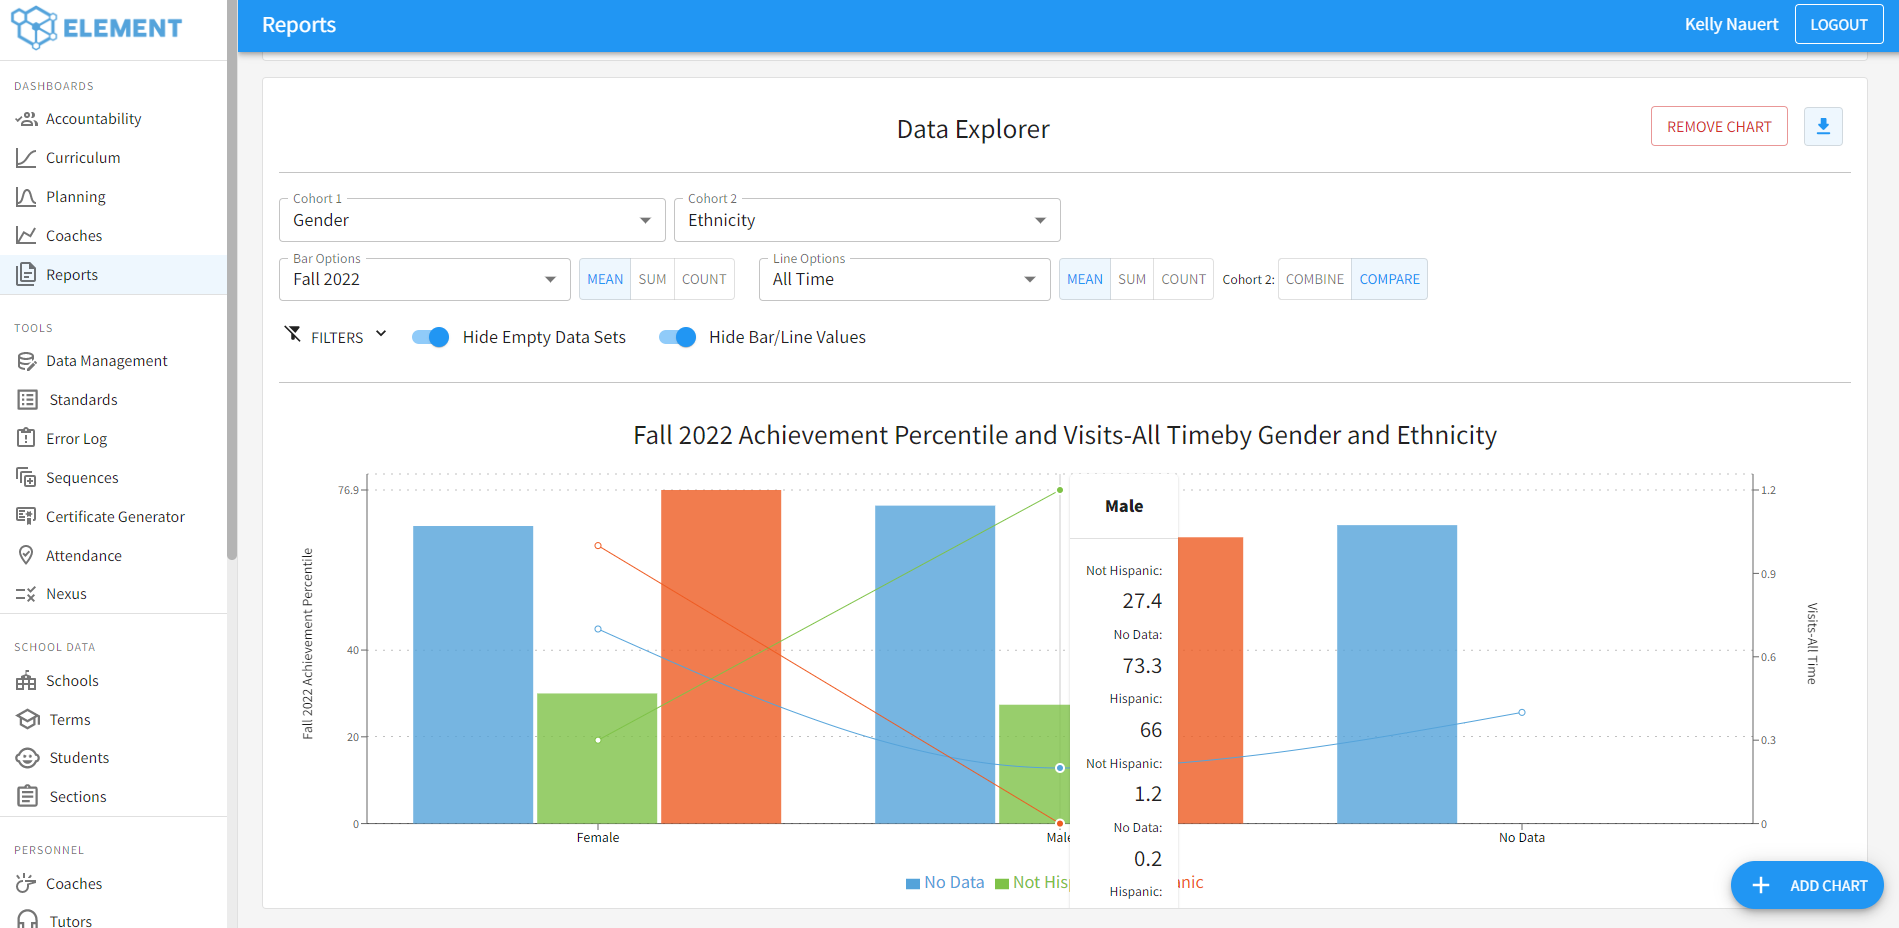 ELEMENT
Reports
Kelly Nauert
LOGOUT
DASHBOARDS
Accountability
Curriculum
Planning
Coaches
Reports
TOOLS
Data Management
Standards
Error Log
Sequences
Certificate Generator
Attendance
Nexus
SCHOOL DATA
Schools
Terms
Students
Sections
PERSONNEL
Coaches
Tutors
Data Explorer
REMOVE CHART
Cohort 1
Gender
Cohort 2
Ethnicity
Bar Options
Fall 2022
MEAN SUM COUNT
Line Options
All Time
MEAN SUM COUNT
Cohort 2: COMBINE COMPARE
FILTERS
Hide Empty Data Sets
Hide Bar/Line Values
Fall 2022 Achievement Percentile and Visits-All Timeby Gender and Ethnicity
Fall 2022 Achievement Percentile
76.9
40
20
0
Female
Male
No Data
1.2
0.9
0.6
0.3
0
Visits-All Time
Male
Not Hispanic:
27.4
No Data:
73.3
Hispanic:
66
Not Hispanic:
1.2
No Data:
0.2
Hispanic:
No Data Not His
nic
ADD CHART